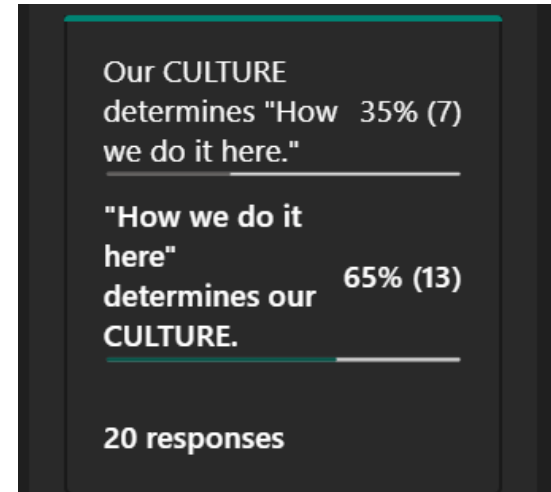 Our CULTURE
determines "How 35% (7)
we do it here."
"How we do it
here"
determines our 65% (13)
CULTURE.
20 responses